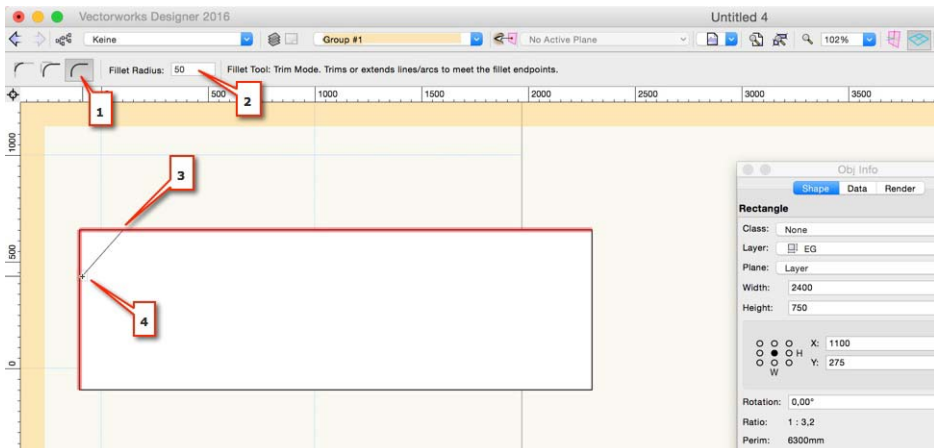 Vectorworks Designer 2016
Untitled 4
Keine
Group #1
No Active Plane
102%
Fillet Radius: 50
Fillet Tool: Trim Mode. Trims or extends lines/arcs to meet the fillet endpoints.
500
1000
1500
2000
2500
3000
3500
1
2
3
4
1000
500
0
Obj Info
Shape Data Render
Rectangle
Class: None
Layer: EG
Plane: Layer
Width: 2400
Height: 750
H
W
X: 1100
Y: 275
Rotation: 0,00°
Ratio: 1 : 3,2
Perim: 6300mm